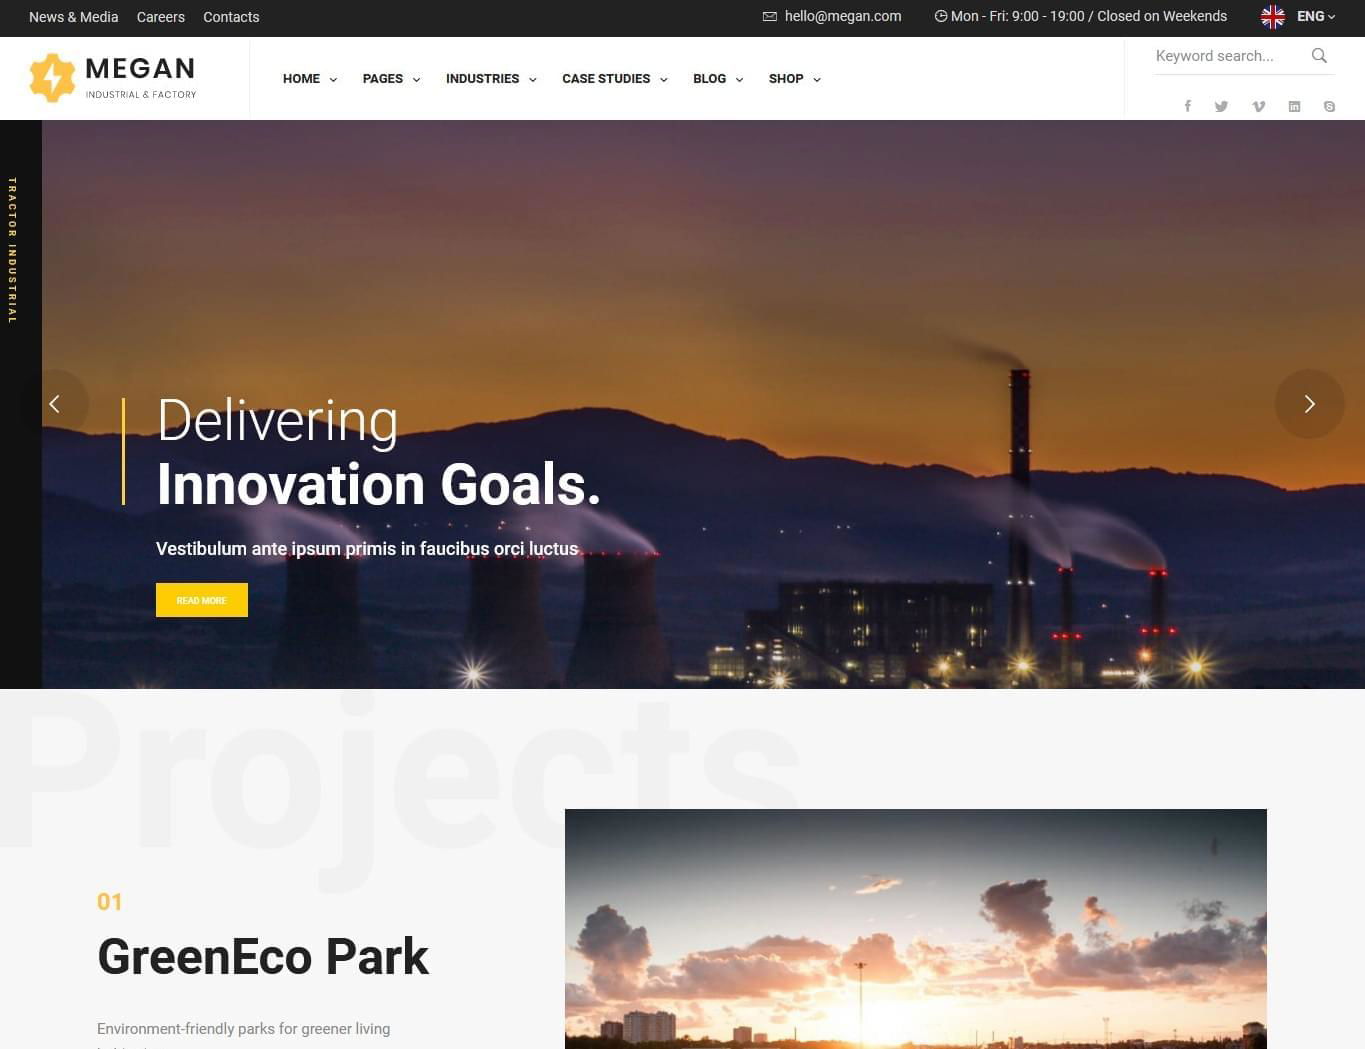 News & Media Careers Contacts
hello@megan.com
Mon - Fri: 9:00 - 19:00 / Closed on Weekends
ENG
MEGAN
INDUSTRIAL & FACTORY
HOME PAGES INDUSTRIES CASE STUDIES BLOG SHOP
Keyword search...
TRACTOR INDUSTRIAL
Delivering
Innovation Goals.
Vestibulum ante ipsum primis in faucibus orci luctus
READ MORE
Projects
01
GreenEco Park
Environment-friendly parks for greener living